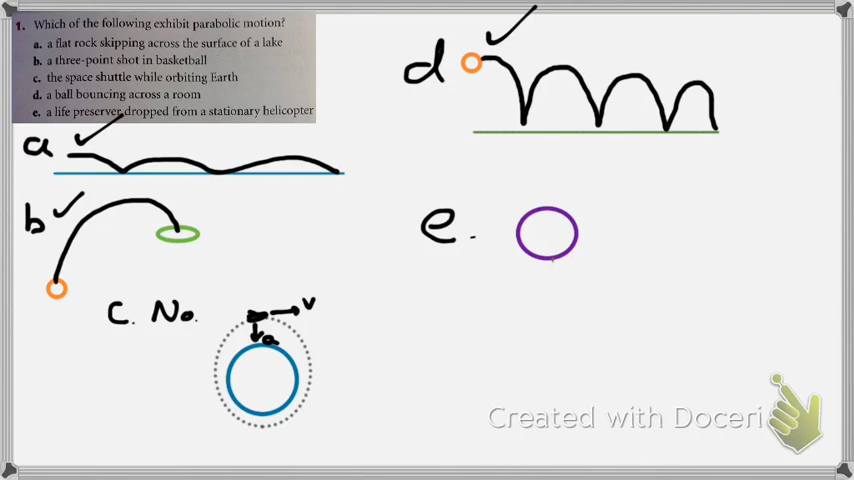 1. Which of the following exhibit parabolic motion?
a. a flat rock skipping across the surface of a lake
b. a three-point shot in basketball
c. the space shuttle while orbiting Earth
d. a ball bouncing across a room
e. a life preserver dropped from a stationary helicopter
a
b
C. No.
v
a
d
e.
Created with Doceri